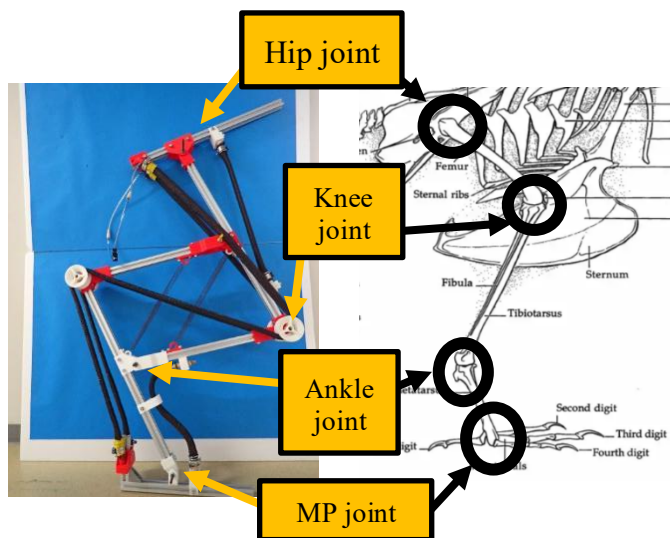 Hip joint
Femur
Sternal ribs
Knee
joint
Sternum
Fibula
Tibiotarsus
Ankle
joint
Second digit
Third digit
Fourth digit
MP joint